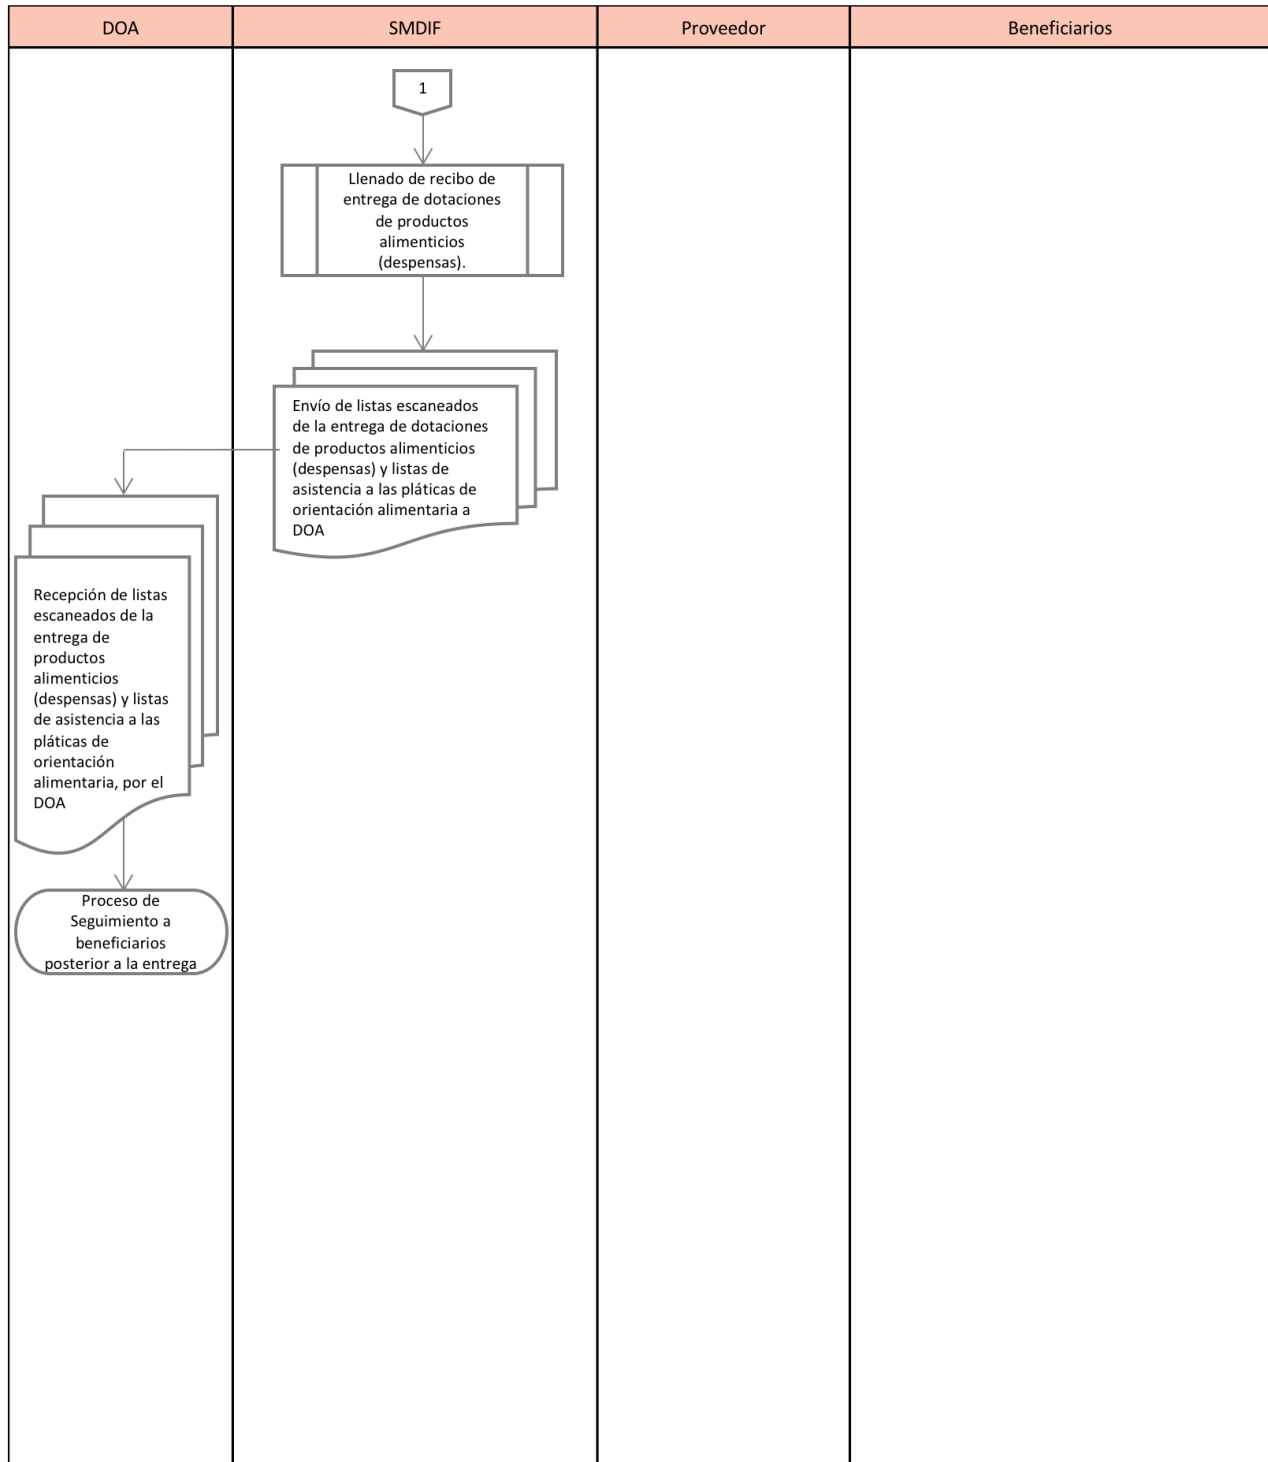 DOA
SMDIF
Proveedor
Beneficiarios
1
Llenado de recibo de
entrega de dotaciones
de productos
alimenticios
(despensas).
Envío de listas escaneados
de la entrega de dotaciones
de productos alimenticios
(despensas) y listas de
asistencia a las pláticas de
orientación alimentaria a
DOA
Recepción de listas
escaneados de la
entrega de
productos
alimenticios
(despensas) y listas
de asistencia a las
pláticas de
orientación
alimentaria, por el
DOA
Proceso de
Seguimiento a
beneficiarios
posterior a la entrega